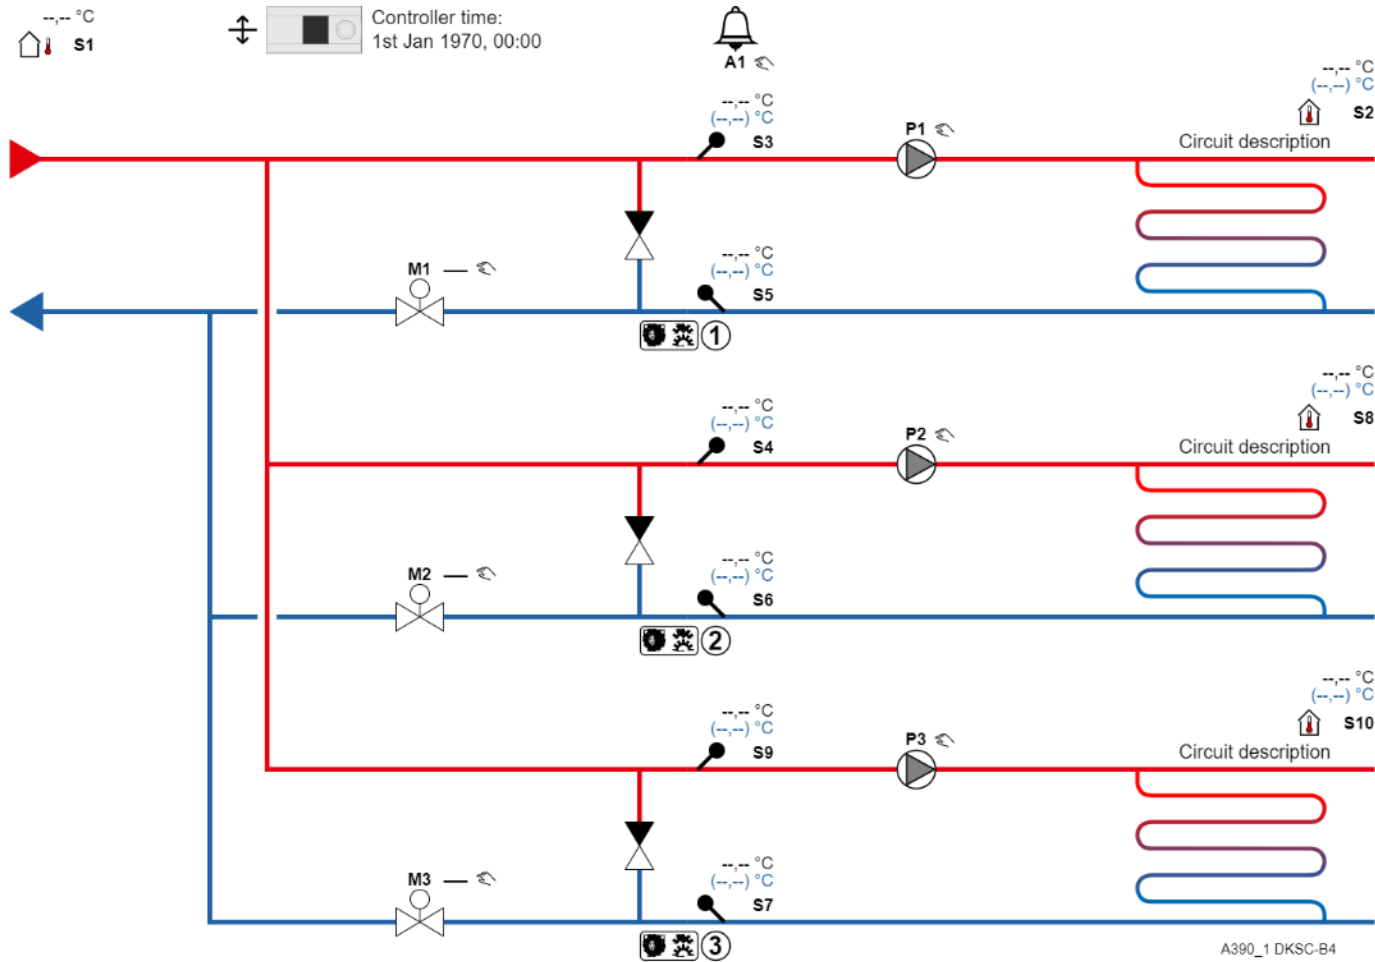 --,-- °C
S1
Controller time:
1st Jan 1970, 00:00
A1
--,-- °C
(--,--) °C
S2
Circuit description
--,-- °C
(--,--) °C
S3
P1
M1
--,-- °C
(--,--) °C
S5
1
--,-- °C
(--,--) °C
S8
Circuit description
--,-- °C
(--,--) °C
S4
P2
M2
--,-- °C
(--,--) °C
S6
2
--,-- °C
(--,--) °C
S10
Circuit description
--,-- °C
(--,--) °C
S9
P3
M3
--,-- °C
(--,--) °C
S7
3
A390_1 DKSC-B4